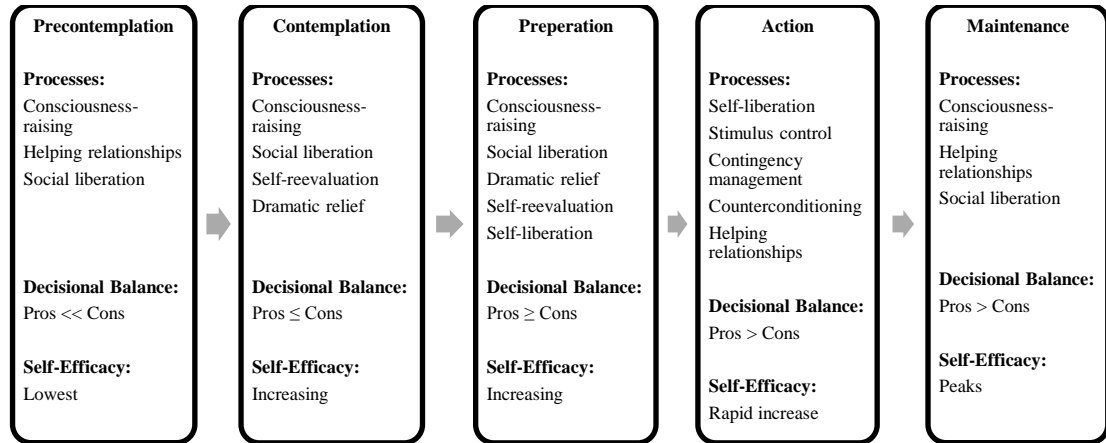 Precontemplation
Processes:
Consciousness-
raising
Helping relationships
Social liberation
Decisional Balance:
Pros << Cons
Self-Efficacy:
Lowest
Contemplation
Processes:
Consciousness-
raising
Social liberation
Self-reevaluation
Dramatic relief
Decisional Balance:
Pros ≤ Cons
Self-Efficacy:
Increasing
Preperation
Processes:
Consciousness-
raising
Social liberation
Dramatic relief
Self-reevaluation
Self-liberation
Decisional Balance:
Pros ≥ Cons
Self-Efficacy:
Increasing
Action
Processes:
Self-liberation
Stimulus control
Contingency
management
Counterconditioning
Helping
relationships
Decisional Balance:
Pros > Cons
Self-Efficacy:
Rapid increase
Maintenance
Processes:
Consciousness-
raising
Helping
relationships
Social liberation
Decisional Balance:
Pros > Cons
Self-Efficacy:
Peaks